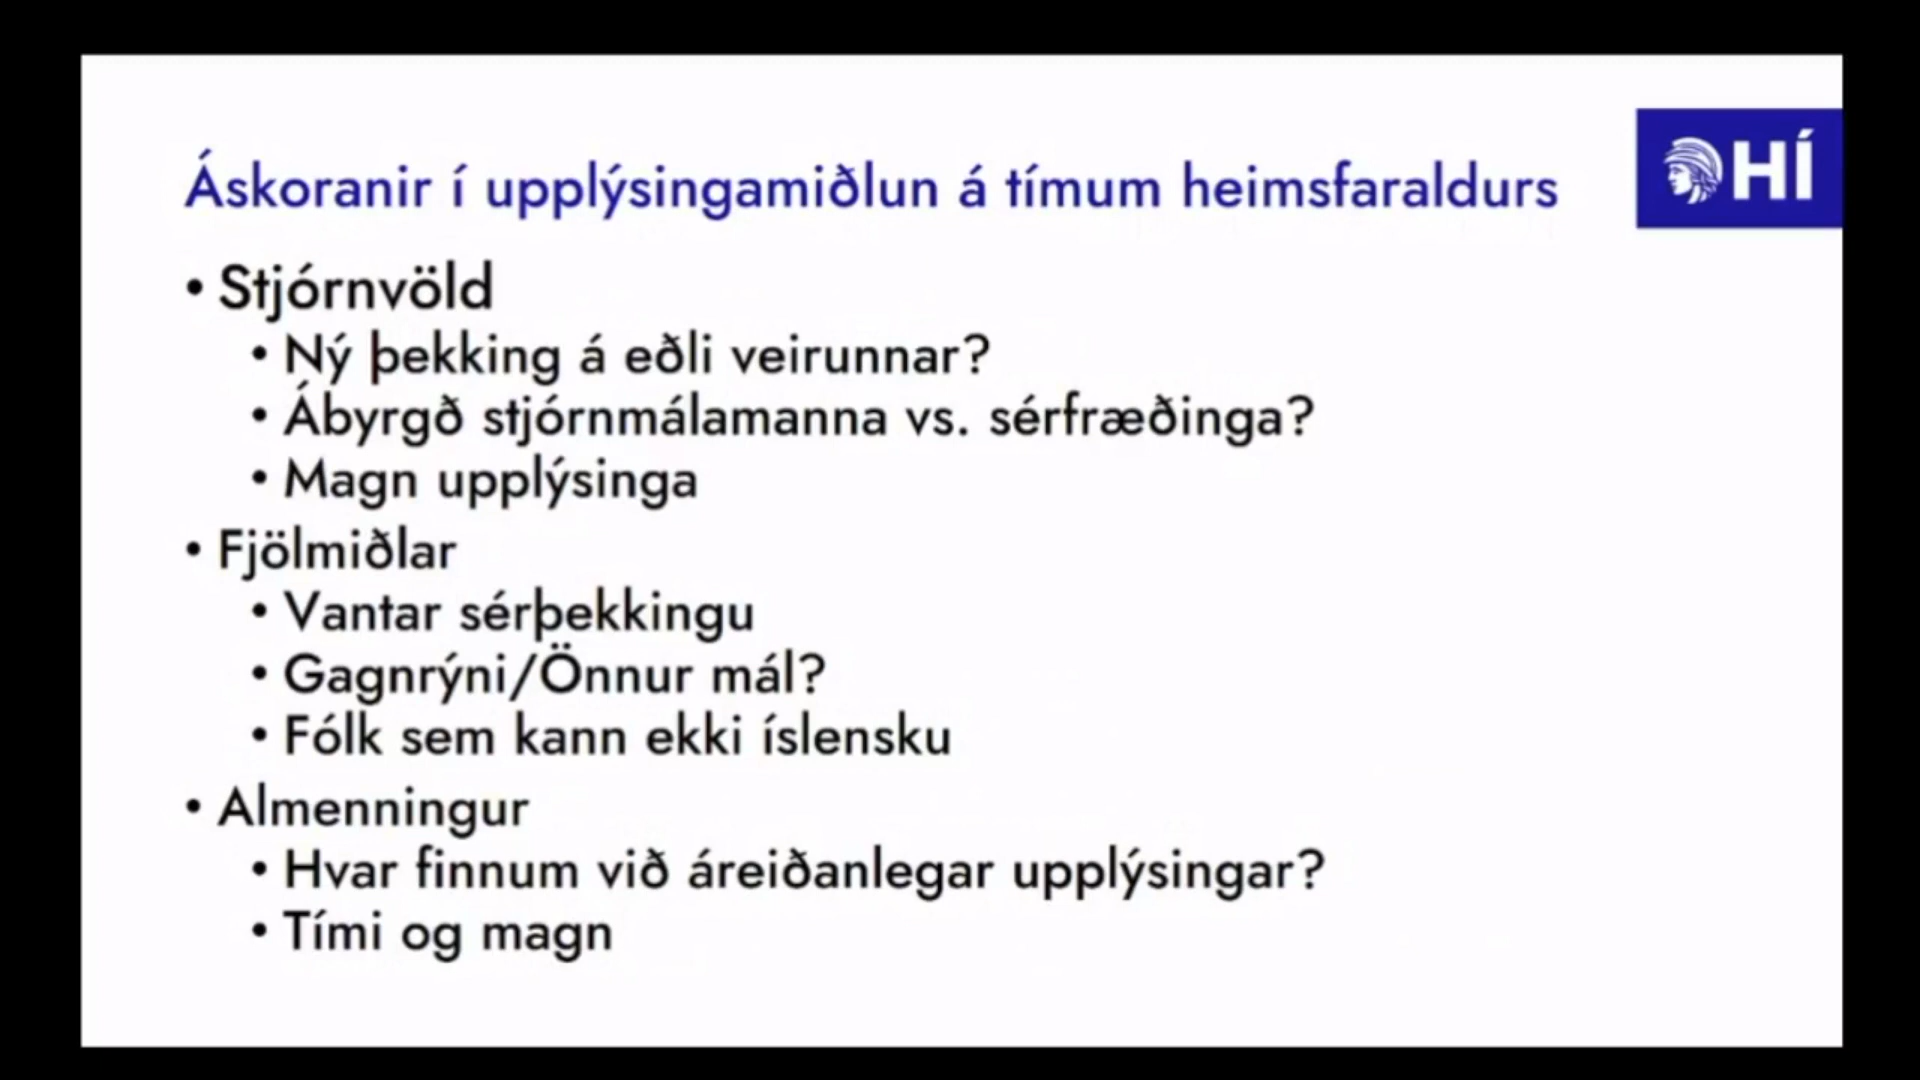 Áskoranir í upplýsingamiðlun á tímum heimsfaraldurs
HÍ
• Stjórnvöld
• Ný þekking á eðli veirunnar?
• Ábyrgð stjórnmálamanna vs. sérfræðinga?
• Magn upplýsinga
• Fjölmiðlar
• Vantar sérþekkingu
• Gagnrýni/Önnur mál?
• Fólk sem kann ekki íslensku
• Almenningur
• Hvar finnum við áreiðanlegar upplýsingar?
• Tími og magn